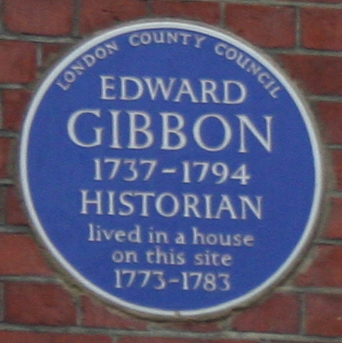 LONDON COUNTY COUNCIL
EDWARD
GIBBON
1737-1794
HISTORIAN
lived in a house
on this site
1773-1783